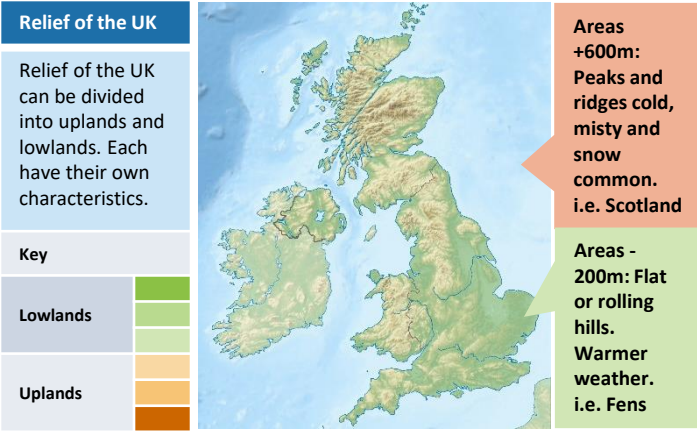 Relief of the UK
Relief of the UK
can be divided
into uplands and
lowlands. Each
have their own
characteristics.
Key
Lowlands
Uplands
Areas
+600m:
Peaks and
ridges cold,
misty and
snow
common.
i.e. Scotland
Areas -
200m: Flat
or rolling
hills.
Warmer
weather.
i.e. Fens